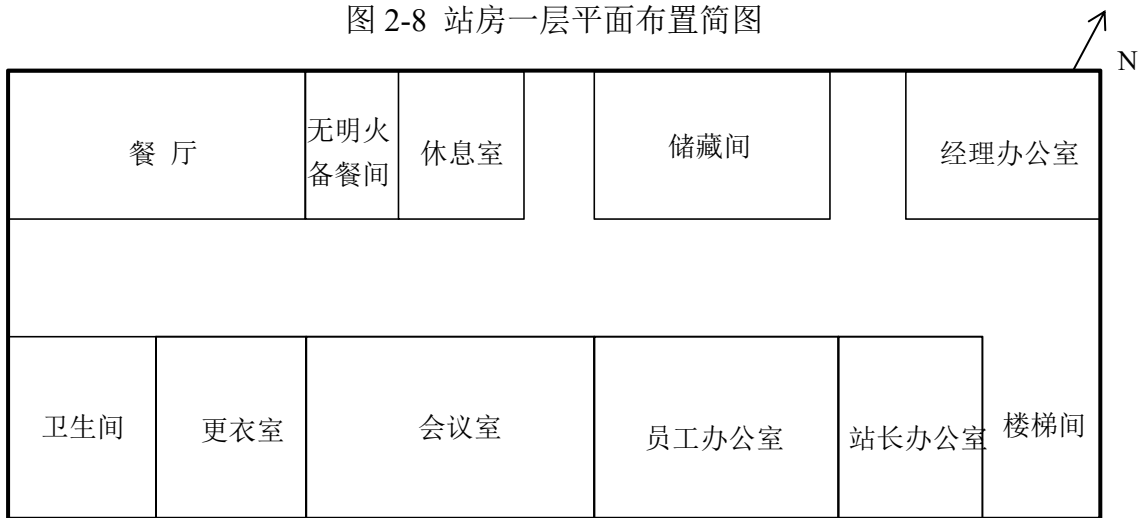 图 2-8 站房一层平面布置简图
N
餐 厅
无明火
备餐间
休息室
储藏间
经理办公室
卫生间
更衣室
会议室
员工办公室
站长办公室
楼梯间